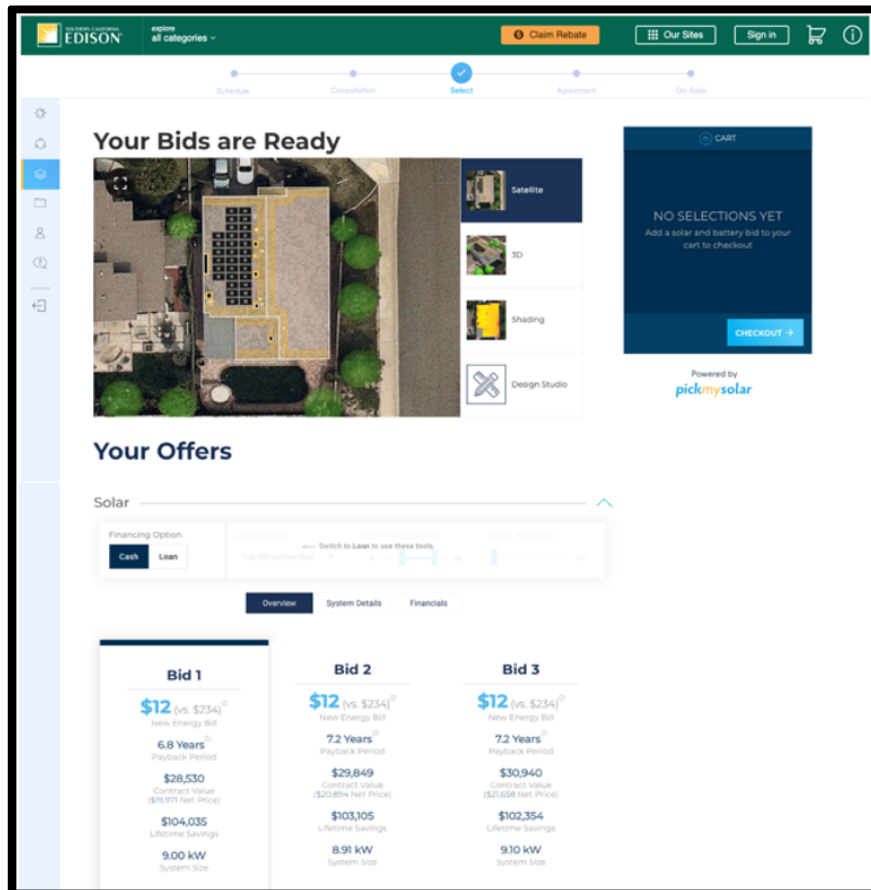 SOUTHERN CALIFORNIA
EDISON
explore
all categories
Claim Rebate
Our Sites
Sign in
Schedule
Consultation
Select
Agreement
Go Solar
Your Bids are Ready
Satellite
3D
Shading
Design Studio
CART
NO SELECTIONS YET
Add a solar and battery bid to your
cart to checkout
CHECKOUT →
Powered by
pickmysolar
Your Offers
Solar
Financing Option
Cash
Loan
Switch to Loan to use these tools.
Top Recommended
Overview
System Details
Financials
Bid 1
$12 (vs. $234)
New Energy Bill
6.8 Years
Payback Period
$28,530
Contract Value
($19,971 Net Price)
$104,035
Lifetime Savings
9.00 kW
System Size
Bid 2
$12 (vs. $234)
New Energy Bill
7.2 Years
Payback Period
$29,849
Contract Value
($20,894 Net Price)
$103,105
Lifetime Savings
8.91 kW
System Size
Bid 3
$12 (vs. $234)
New Energy Bill
7.2 Years
Payback Period
$30,940
Contract Value
($21,658 Net Price)
$102,354
Lifetime Savings
9.10 kW
System Size